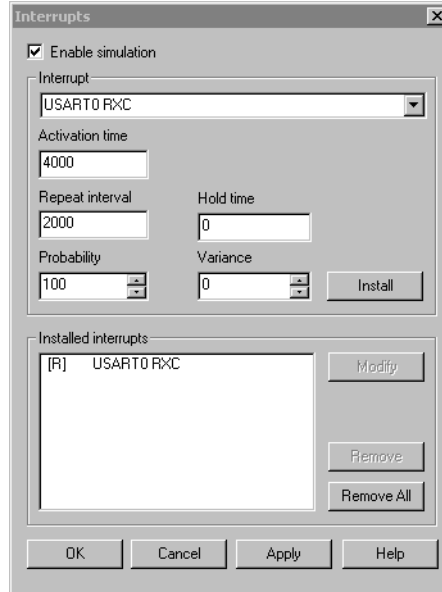 Interrupts
Enable simulation
Interrupt
USART0 RXC
Activation time
4000
Repeat interval Hold time
2000 0
Probability Variance
100 0 Install
Installed interrupts
[R] USART0 RXC Modify
Remove
Remove All
OK Cancel Apply Help